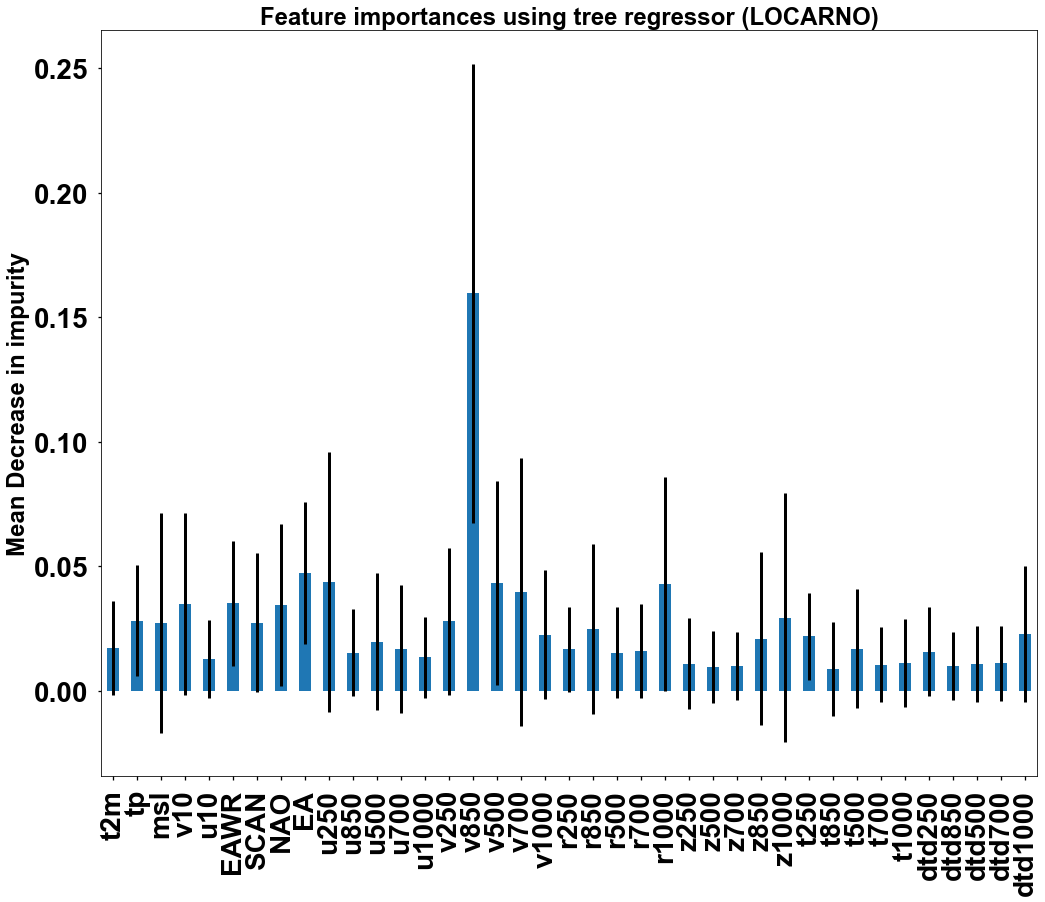 Feature importances using tree regressor (LOCARNO)
Mean Decrease in impurity
0.25
0.20
0.15
0.10
0.05
0.00
t2m
tp
msl
v10
u10
EAWR
SCAN
NAO
EA
u250
u850
u500
u700
u1000
v250
v850
v500
v700
v1000
r250
r850
r500
r700
r1000
z250
z500
z700
z850
z1000
t250
t850
t500
t700
t1000
dtd250
dtd850
dtd500
dtd700
dtd1000